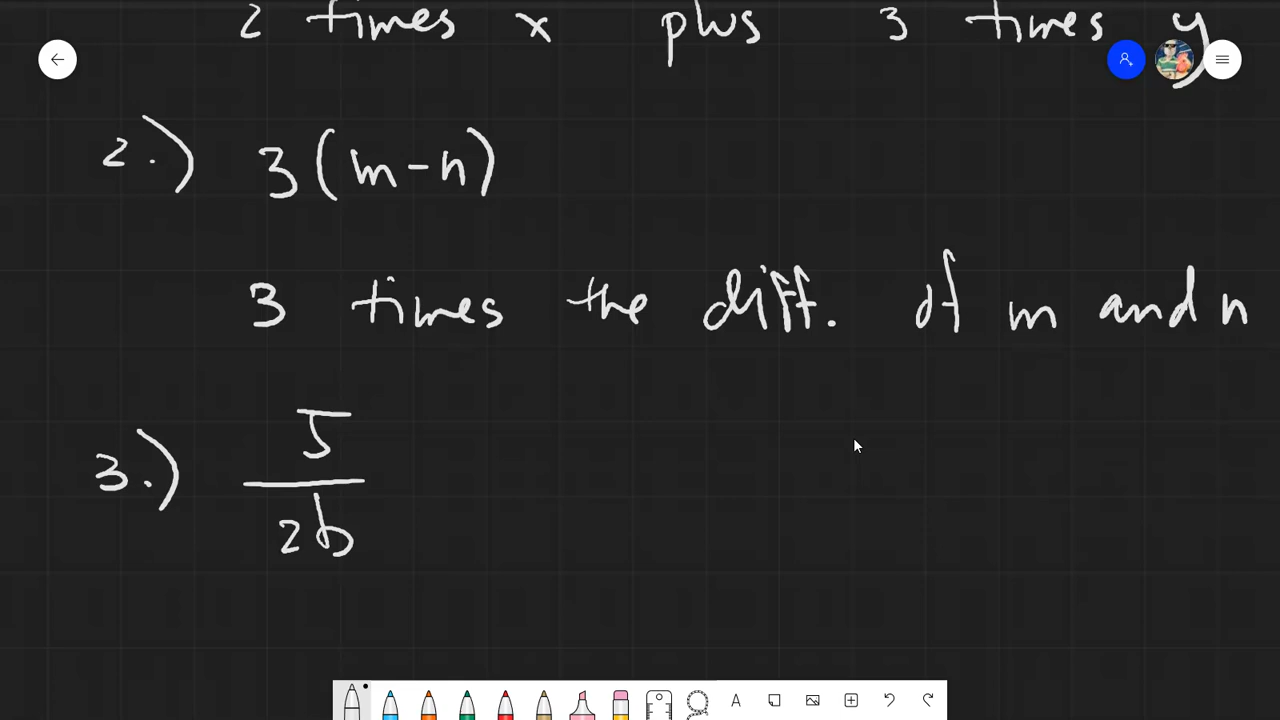 2 times x plus 3 times y
2.) 3(m-n)
3 times the diff. of m and n
3.) 5
2b
A